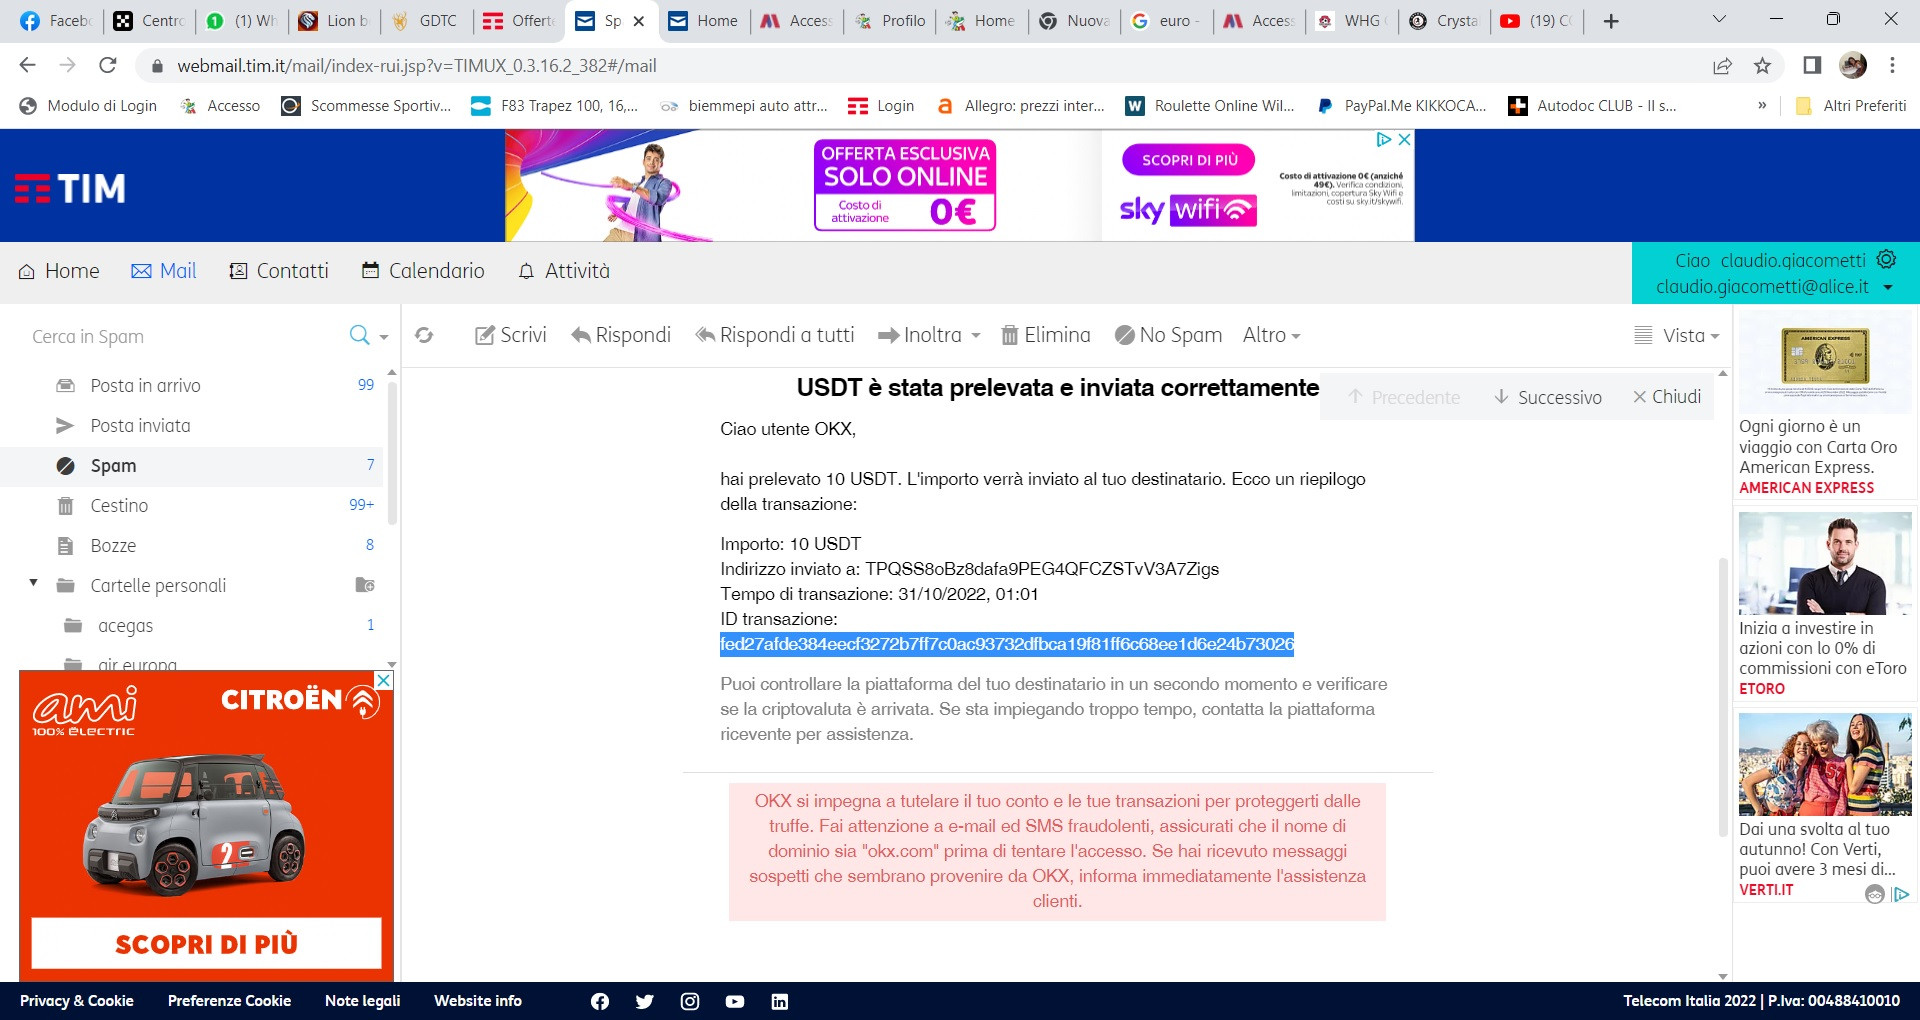 Facebo
Centro
(1) Wh
Lion b
GDTC
Offerte
Sp
Home
Access
Profilo
Home
Nuova
euro -
Access
WHG
Crysta
(19) CO
webmail.tim.it/mail/index-rui.jsp?v=TIMUX_0.3.16.2_382#/mail
Modulo di Login
Accesso
Scommesse Sportiv...
F83 Trapez 100, 16,...
biemmepi auto attr...
Login
Allegro: prezzi inter...
Roulette Online Wil...
PayPal.Me KIKKOCA...
Autodoc CLUB - Il s...
»
Altri Preferiti
TIM
OFFERTA ESCLUSIVA
SOLO ONLINE
Costo di
attivazione
0€
SCOPRI DI PIÙ
sky wifi
Costo di attivazione 0€ (anziché
49€). Verifica condizioni,
limitazioni, copertura Sky Wifi e
costi su sky.it/skywifi.
Home
Mail
Contatti
Calendario
Attività
Ciao claudio.giacometti
claudio.giacometti@alice.it
Cerca in Spam
Scrivi
Rispondi
Rispondi a tutti
Inoltra
Elimina
No Spam
Altro
Vista
Posta in arrivo 99
Posta inviata
Spam 7
Cestino 99+
Bozze 8
Cartelle personali
acegas 1
air europa
ami
100% ëLECTRIC
CITROËN
2
SCOPRI DI PIÙ
USDT è stata prelevata e inviata correttamente
Precedente
Successivo
Chiudi
Ciao utente OKX,
hai prelevato 10 USDT. L'importo verrà inviato al tuo destinatario. Ecco un riepilogo
della transazione:
Importo: 10 USDT
Indirizzo inviato a: TPQSS8oBz8dafa9PEG4QFCZSTvV3A7Zigs
Tempo di transazione: 31/10/2022, 01:01
ID transazione:
fed27afde384eecf3272b7ff7c0ac93732dfbca19f81ff6c68ee1d6e24b73026
Puoi controllare la piattaforma del tuo destinatario in un secondo momento e verificare
se la criptovaluta è arrivata. Se sta impiegando troppo tempo, contatta la piattaforma
ricevente per assistenza.
OKX si impegna a tutelare il tuo conto e le tue transazioni per proteggerti dalle
truffe. Fai attenzione a e-mail ed SMS fraudolenti, assicurati che il nome di
dominio sia "okx.com" prima di tentare l'accesso. Se hai ricevuto messaggi
sospetti che sembrano provenire da OKX, informa immediatamente l'assistenza
clienti.
AMERICAN EXPRESS
Ogni giorno è un
viaggio con Carta Oro
American Express.
AMERICAN EXPRESS
Inizia a investire in
azioni con lo 0% di
commissioni con eToro
ETORO
Dai una svolta al tuo
autunno! Con Verti,
puoi avere 3 mesi di...
VERTI.IT
Privacy & Cookie
Preferenze Cookie
Note legali
Website info
Telecom Italia 2022 | P.Iva: 00488410010